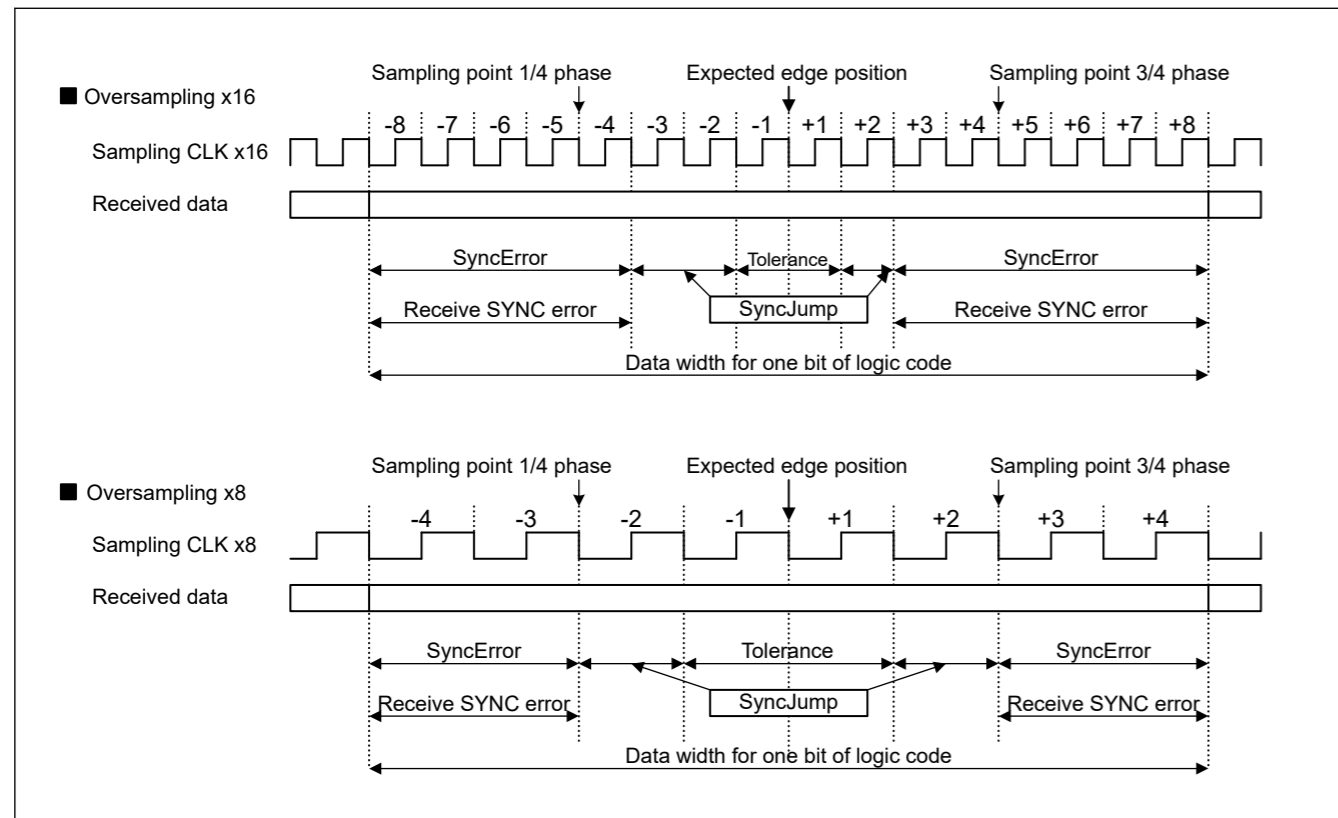 Sampling point 1/4 phase Expected edge position Sampling point 3/4 phase
■ Oversampling x16
-8 -7 -6 -5 -4 -3 -2 -1 +1 +2 +3 +4 +5 +6 +7 +8
Sampling CLK x16
Received data
SyncError Tolerance SyncError
Receive SYNC error SyncJump Receive SYNC error
Data width for one bit of logic code
Sampling point 1/4 phase Expected edge position Sampling point 3/4 phase
■ Oversampling x8
-4 -3 -2 -1 +1 +2 +3 +4
Sampling CLK x8
Received data
SyncError Tolerance SyncError
Receive SYNC error SyncJump Receive SYNC error
Data width for one bit of logic code